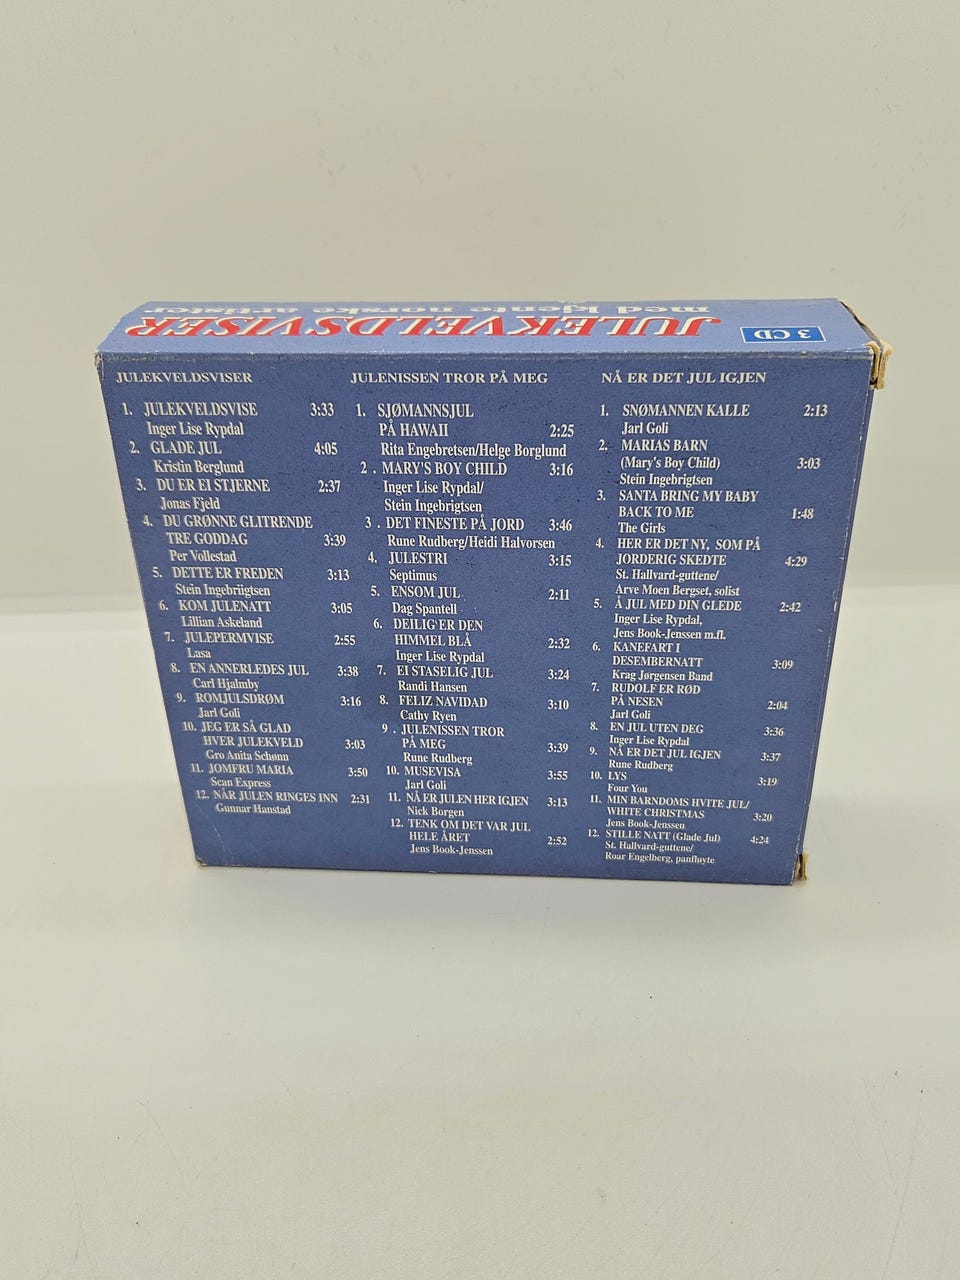 JULEKVELDSVISER
med kjente norske artister
3 CD
JULEKVELDSVISER
1. JULEKVELDSVISE 3:33
Inger Lise Rypdal
2. GLADE JUL 4:05
Kristin Berglund
3. DU ER EI STJERNE 2:37
Jonas Fjeld
4. DU GRØNNE GLITRENDE
TRE GODDAG 3:39
Per Vollestad
5. DETTE ER FREDEN 3:13
Stein Ingebriigtsen
6. KOM JULENATT 3:05
Lillian Askeland
7. JULEPERMVISE 2:55
Lasa
8. EN ANNERLEDES JUL 3:38
Carl Hjalmby
9. ROMJULSDRØM 3:16
Jarl Goli
10. JEG ER SÅ GLAD
HVER JULEKVELD 3:03
Gro Anita Schønn
11. JOMFRU MARIA 3:50
Scan Express
12. NÅR JULEN RINGES INN 2:31
Gunnar Hanstad
JULENISSEN TROR PÅ MEG
1. SJØMANNSJUL
PÅ HAWAII 2:25
Rita Engebretsen/Helge Borglund
2 . MARY'S BOY CHILD 3:16
Inger Lise Rypdal/
Stein Ingebrigtsen
3 . DET FINESTE PÅ JORD 3:46
Rune Rudberg/Heidi Halvorsen
4. JULESTRI 3:15
Septimus
5. ENSOM JUL 2:11
Dag Spantell
6. DEILIG ER DEN
HIMMEL BLÅ 2:32
Inger Lise Rypdal
7. EI STASELIG JUL 3:24
Randi Hansen
8. FELIZ NAVIDAD 3:10
Cathy Ryen
9 . JULENISSEN TROR
PÅ MEG 3:39
Rune Rudberg
10. MUSEVISA 3:55
Jarl Goli
11. NÅ ER JULEN HER IGJEN 3:13
Nick Borgen
12. TENK OM DET VAR JUL
HELE ÅRET 2:52
Jens Book-Jenssen
NÅ ER DET JUL IGJEN
1. SNØMANNEN KALLE 2:13
Jarl Goli
2. MARIAS BARN
(Mary's Boy Child) 3:03
Stein Ingebrigtsen
3. SANTA BRING MY BABY
BACK TO ME 1:48
The Girls
4. HER ER DET NY, SOM PÅ
JORDERIG SKEDTE 4:29
St. Hallvard-guttene/
Arve Moen Bergset, solist
5. Å JUL MED DIN GLEDE 2:42
Inger Lise Rypdal,
Jens Book-Jenssen m.fl.
6. KANEFART I
DESEMBERNATT 3:09
Krag Jørgensen Band
7. RUDOLF ER RØD
PÅ NESEN 2:04
Jarl Goli
8. EN JUL UTEN DEG 3:36
Inger Lise Rypdal
9. NÅ ER DET JUL IGJEN 3:37
Rune Rudberg
10. LYS 3:19
Four You
11. MIN BARNDOMS HVITE JUL/
WHITE CHRISTMAS 3:20
Jens Book-Jenssen
12. STILLE NATT (Glade Jul) 4:24
St. Hallvard-guttene/
Roar Engelberg, panfløyte